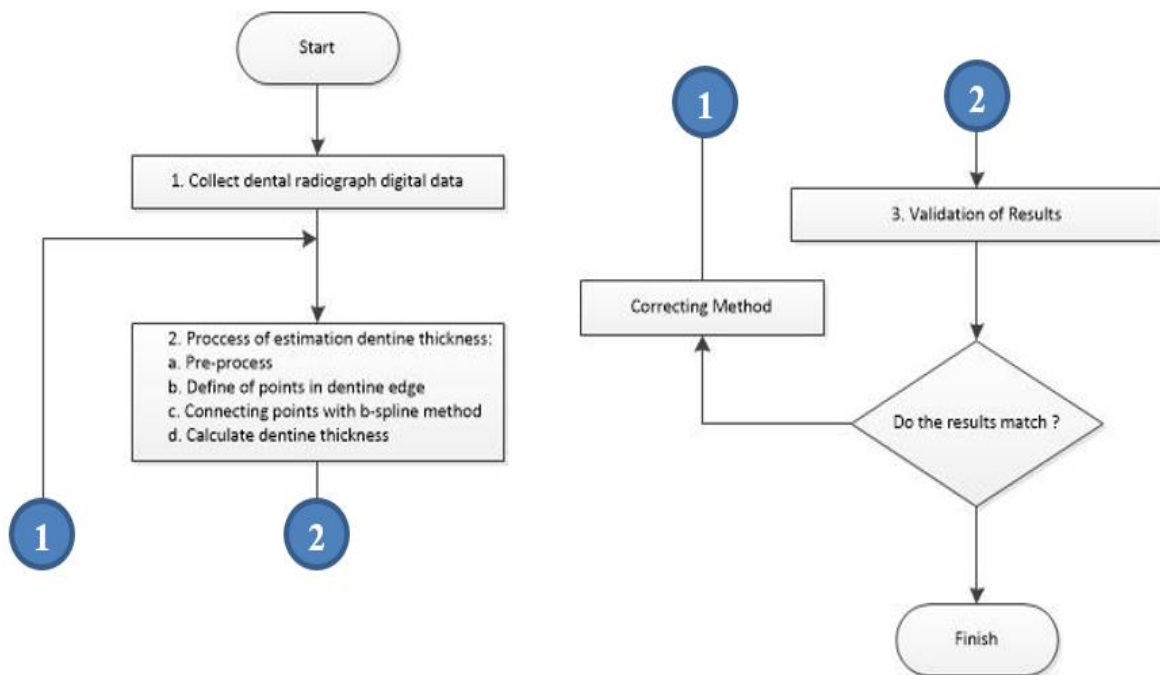 Start
1. Collect dental radiograph digital data
2. Proccess of estimation dentine thickness:
a. Pre-process
b. Define of points in dentine edge
c. Connecting points with b-spline method
d. Calculate dentine thickness
1
2
1
2
3. Validation of Results
Correcting Method
Do the results match ?
Finish